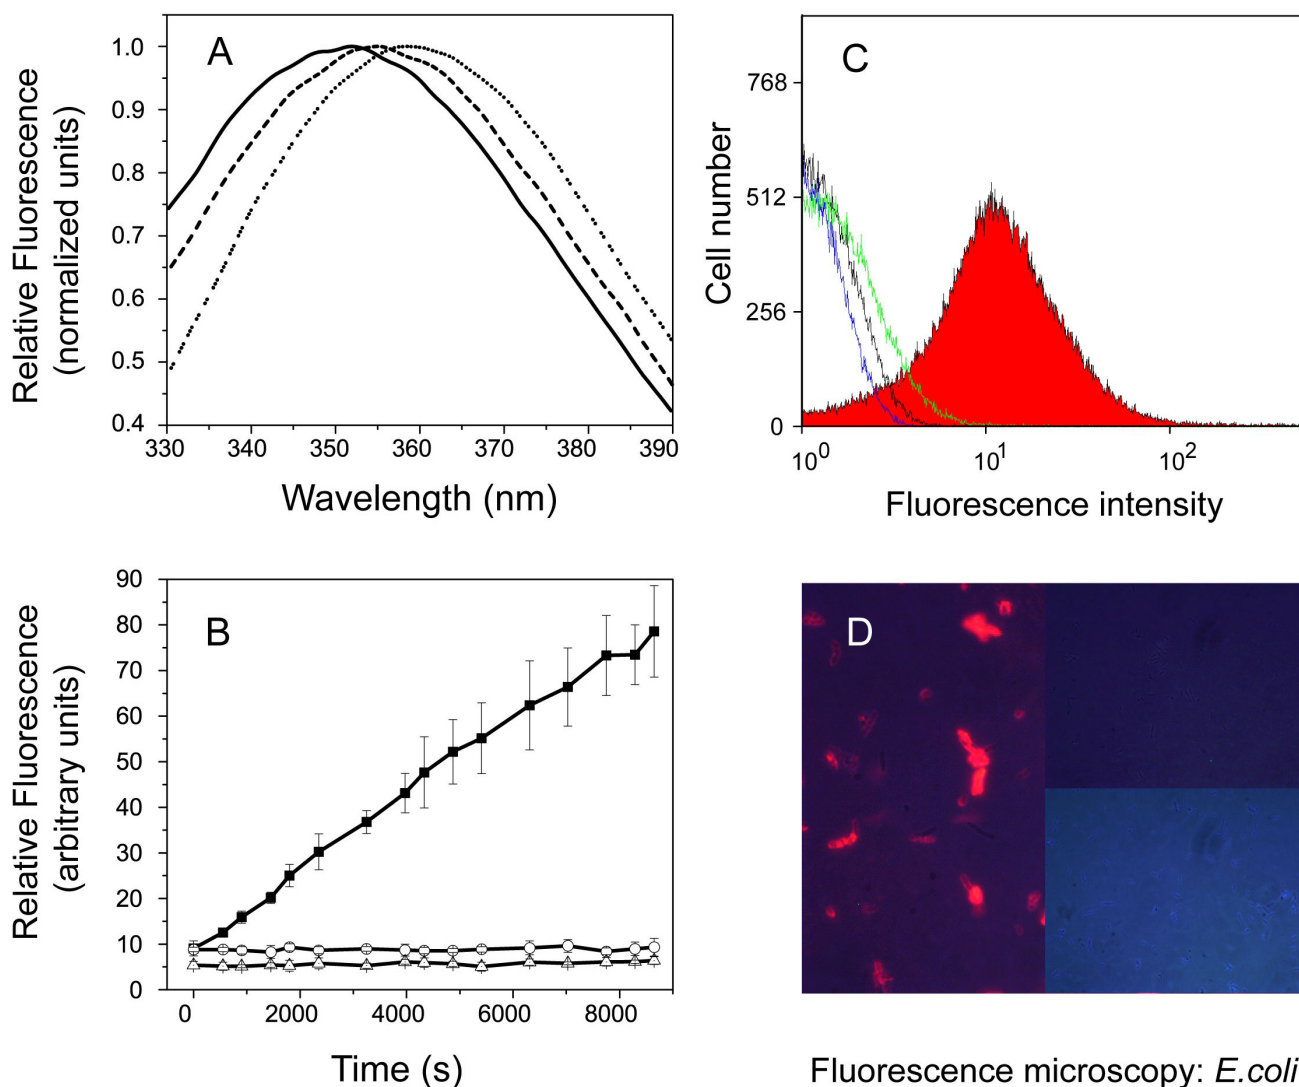 A
Relative Fluorescence
(normalized units)
1.0
0.9
0.8
0.7
0.6
0.5
0.4
330 340 350 360 370 380 390
Wavelength (nm)
C
Cell number
768
512
256
0
10^0 10^1 10^2
Fluorescence intensity
B
Relative Fluorescence
(arbitrary units)
90
80
70
60
50
40
30
20
10
0
0 2000 4000 6000 8000
Time (s)
D
Fluorescence microscopy: E.coli